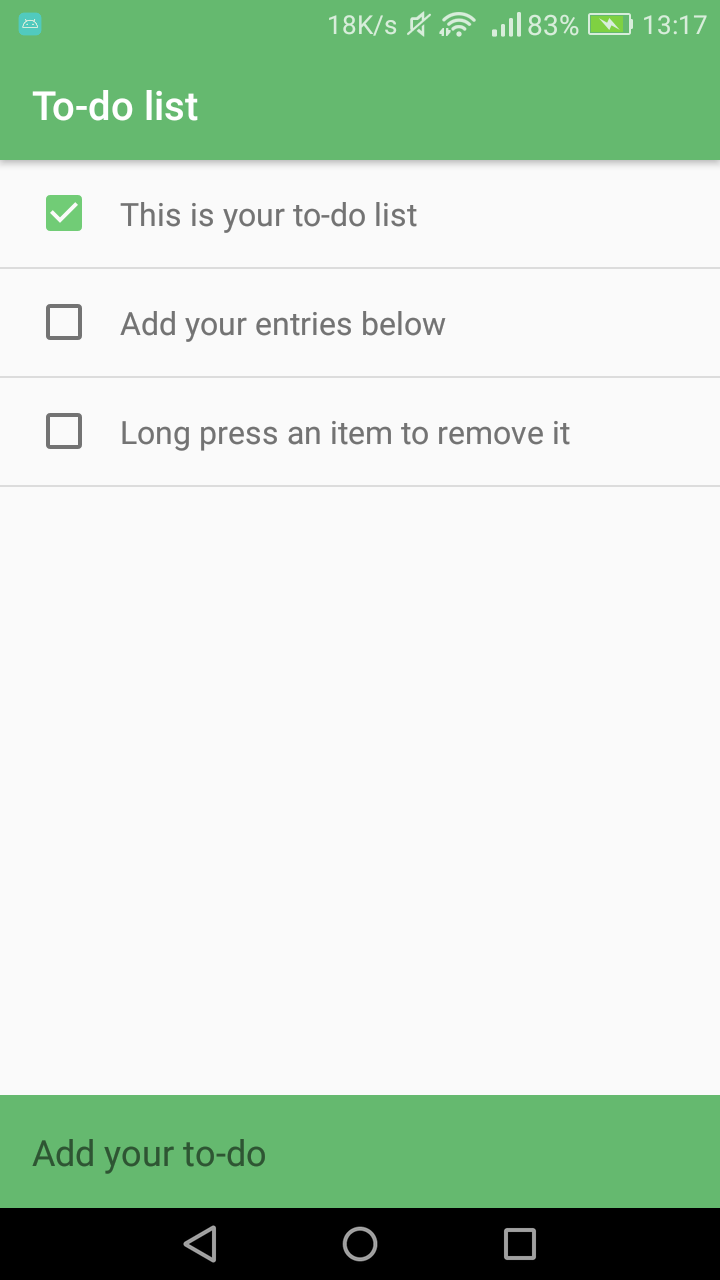 18K/s 83% 13:17
To-do list
This is your to-do list
Add your entries below
Long press an item to remove it
Add your to-do